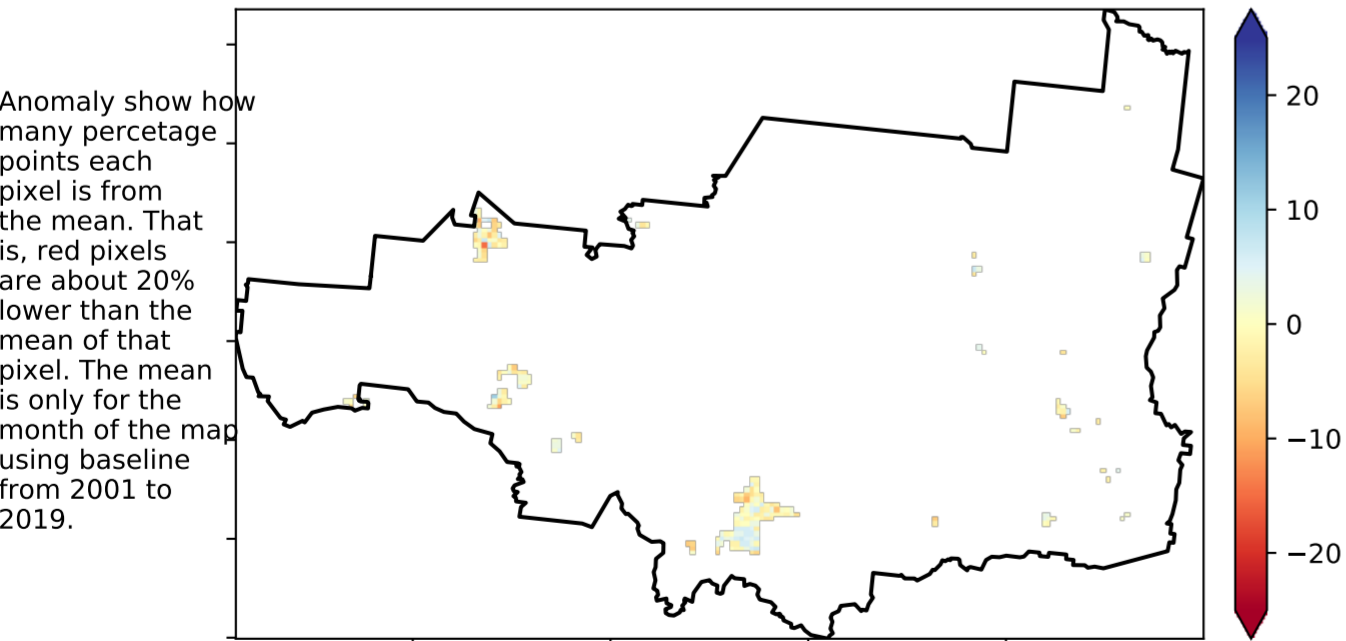 Anomaly show how
many percetage
points each
pixel is from
the mean. That
is, red pixels
are about 20%
lower than the
mean of that
pixel. The mean
is only for the
month of the map
using baseline
from 2001 to
2019.
20
10
0
−10
−20